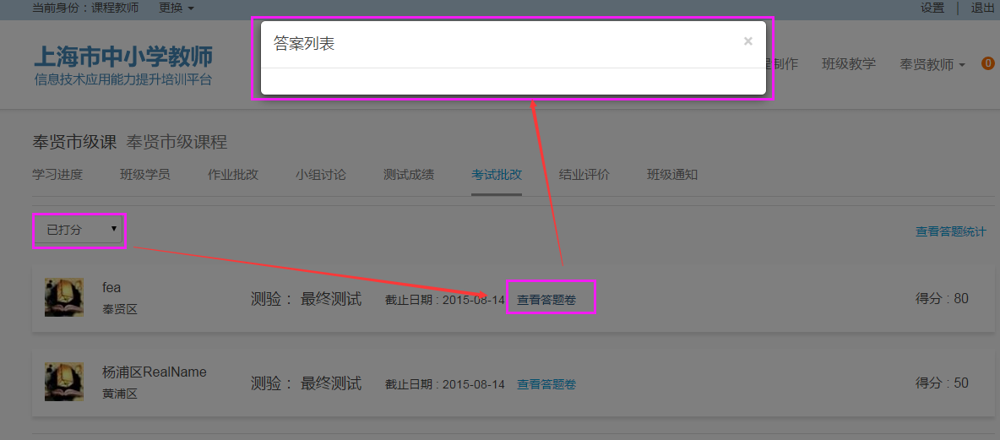 当前身份：课程教师 更换
设置 | 退出
答案列表 ×
上海市中小学教师
信息技术应用能力提升培训平台
制作 班级教学 奉贤教师 0
奉贤市级课 奉贤市级课程
学习进度 班级学员 作业批改 小组讨论 测试成绩 考试批改 结业评价 班级通知
已打分
查看答题统计
fea
奉贤区
测验： 最终测试 截止日期 : 2015-08-14 查看答题卷 得分 : 80
杨浦区RealName
黄浦区
测验： 最终测试 截止日期 : 2015-08-14 查看答题卷 得分 : 50